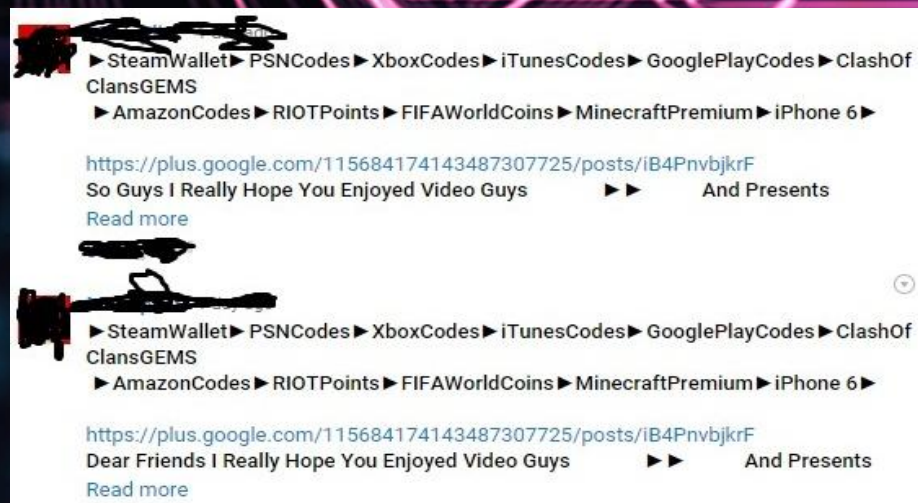 ►SteamWallet►PSNCodes►XboxCodes►iTunesCodes►GooglePlayCodes►ClashOf
ClansGEMS
►AmazonCodes►RIOTPoints►FIFAWorldCoins►MinecraftPremium►iPhone 6►
https://plus.google.com/115684174143487307725/posts/iB4PnvbjkrF
So Guys I Really Hope You Enjoyed Video Guys ►► And Presents
Read more
►SteamWallet►PSNCodes►XboxCodes►iTunesCodes►GooglePlayCodes►ClashOf
ClansGEMS
►AmazonCodes►RIOTPoints►FIFAWorldCoins►MinecraftPremium►iPhone 6►
https://plus.google.com/115684174143487307725/posts/iB4PnvbjkrF
Dear Friends I Really Hope You Enjoyed Video Guys ►► And Presents
Read more